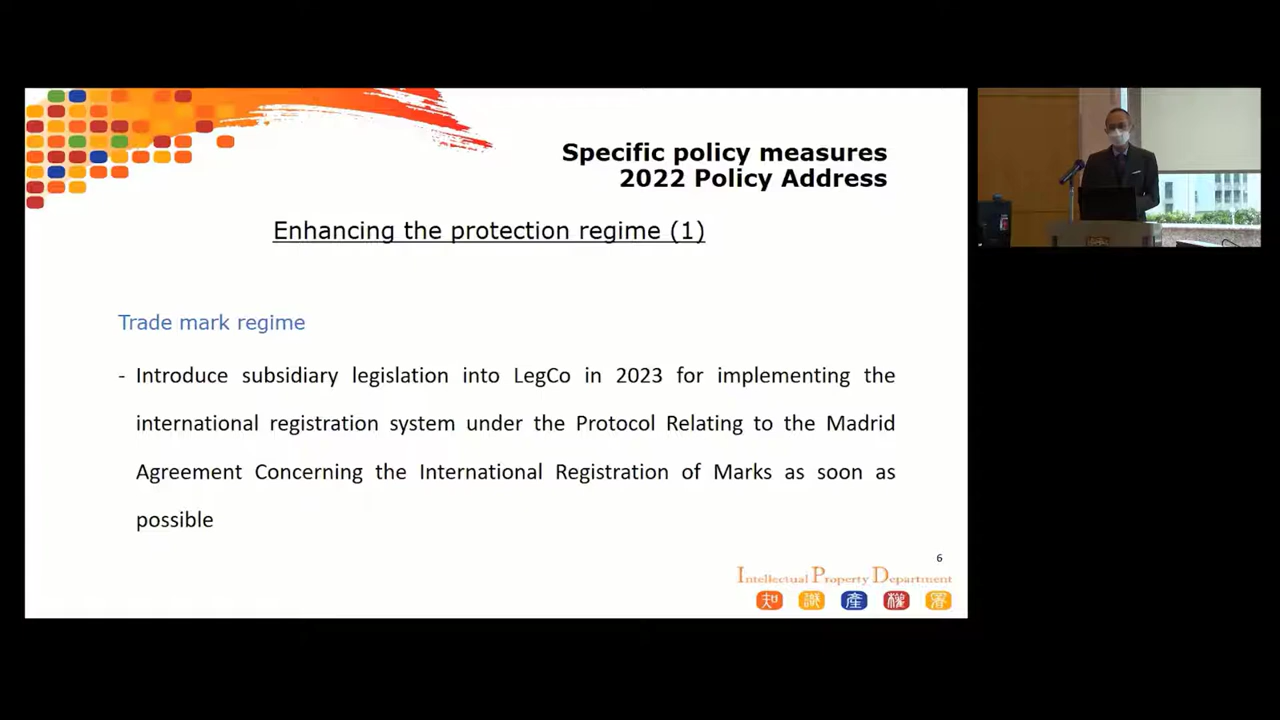 Specific policy measures
2022 Policy Address
Enhancing the protection regime (1)
Trade mark regime
- Introduce subsidiary legislation into LegCo in 2023 for implementing the
international registration system under the Protocol Relating to the Madrid
Agreement Concerning the International Registration of Marks as soon as
possible
6
Intellectual Property Department
知識產權署